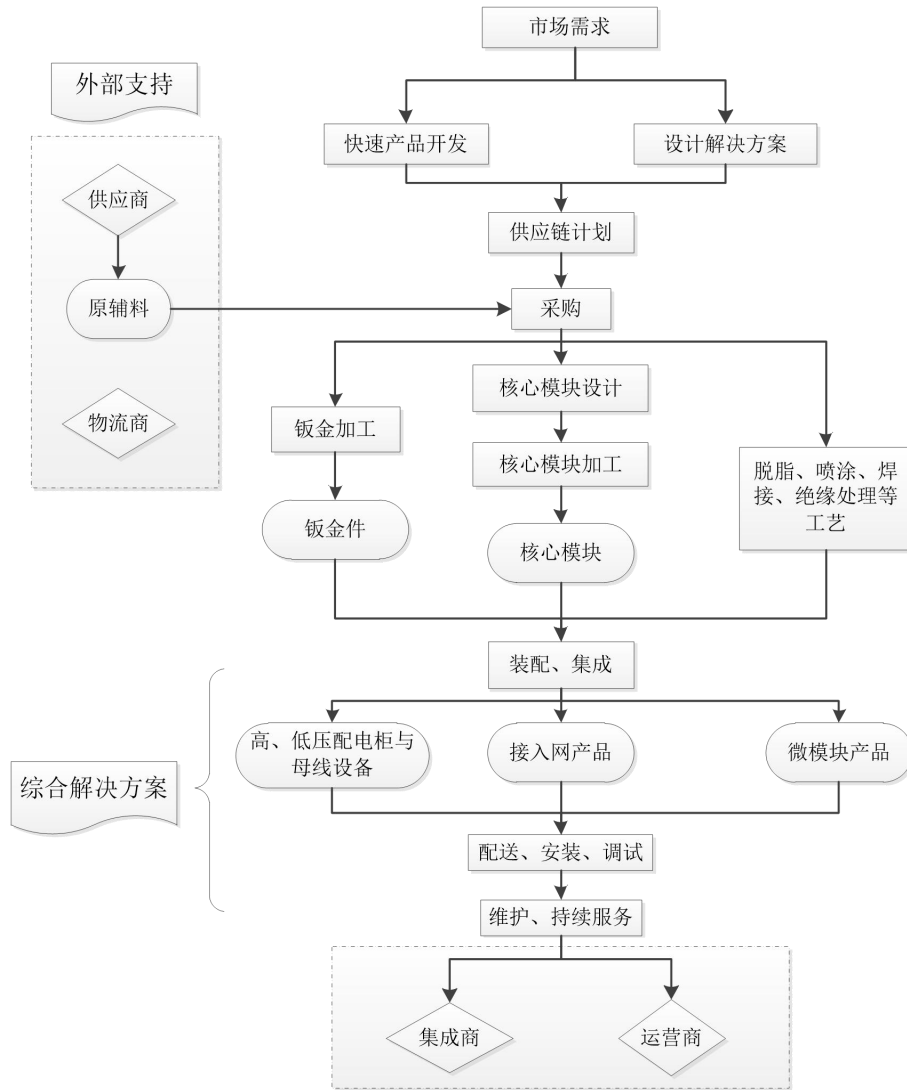 市场需求
外部支持
快速产品开发
设计解决方案
供应商
供应链计划
原辅料
采购
核心模块设计
物流商
钣金加工
核心模块加工
脱脂、喷涂、焊
接、绝缘处理等
工艺
钣金件
核心模块
装配、集成
高、低压配电柜与
母线设备
接入网产品
微模块产品
综合解决方案
配送、安装、调试
维护、持续服务
集成商
运营商